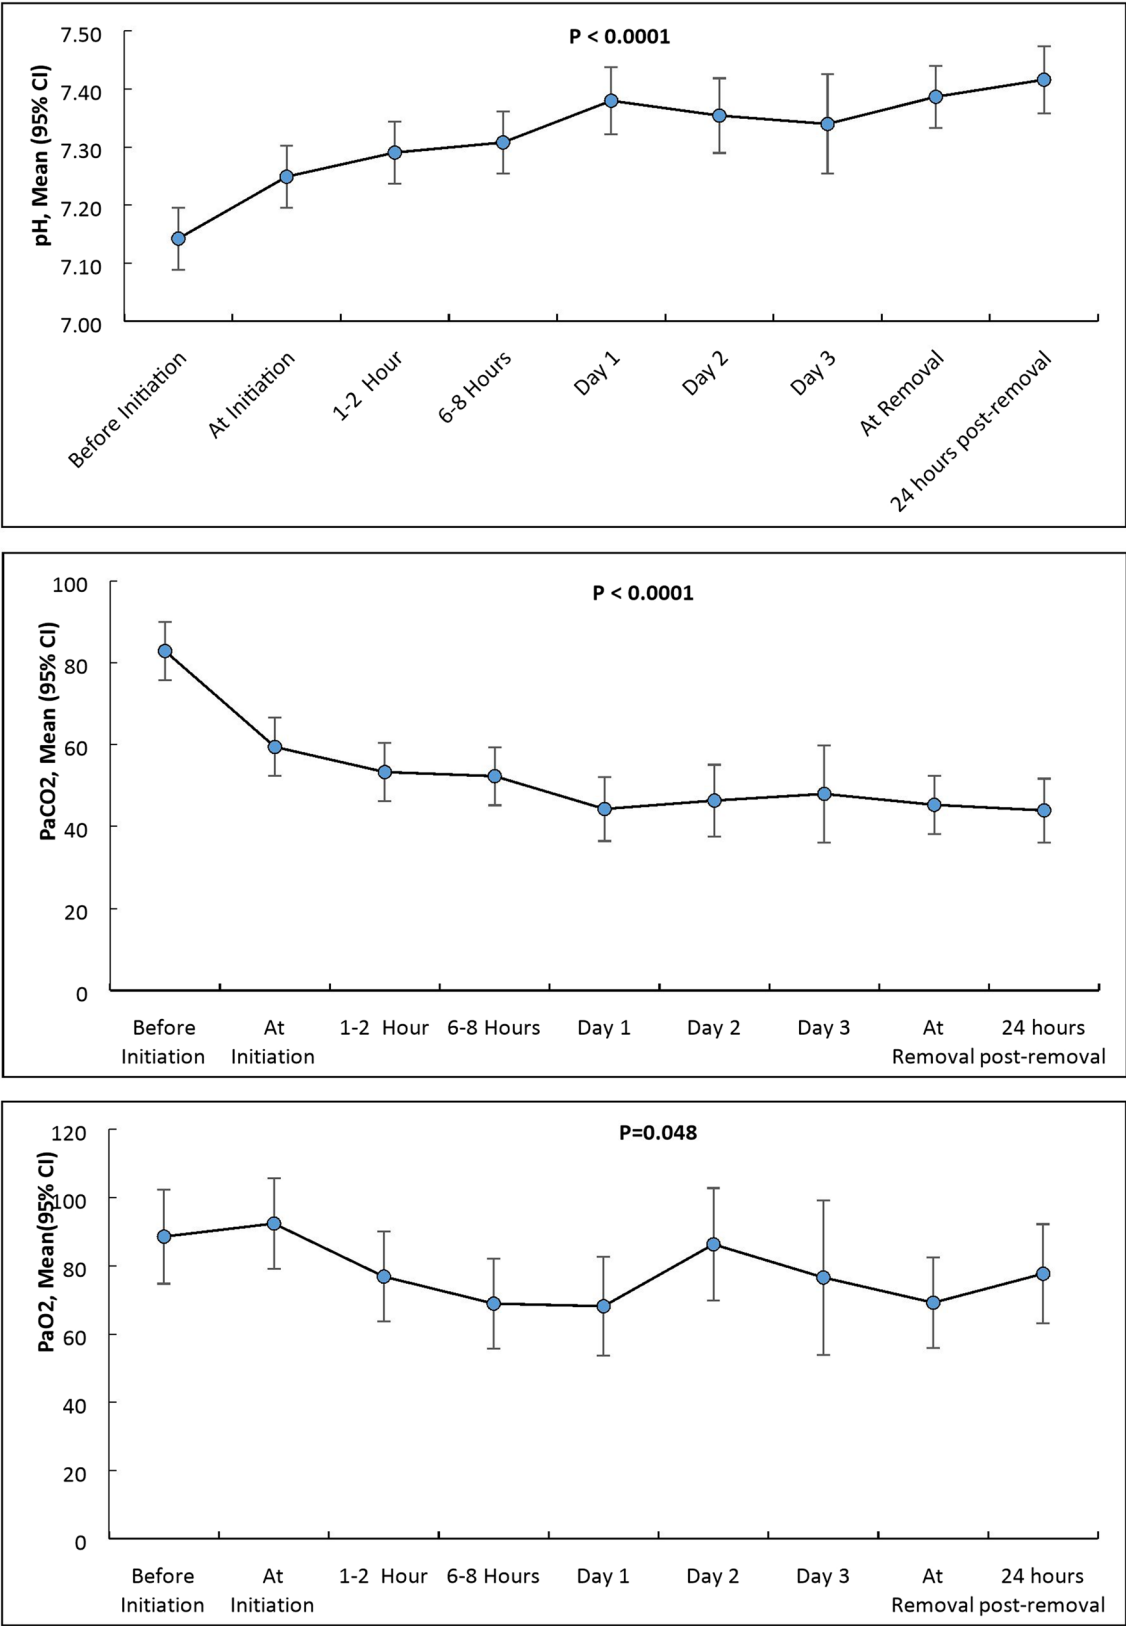 P < 0.0001
pH, Mean (95% CI)
7.50
7.40
7.30
7.20
7.10
7.00
Before Initiation
At Initiation
1-2 Hour
6-8 Hours
Day 1
Day 2
Day 3
At Removal
24 hours post-removal
P < 0.0001
PaCO2, Mean (95% CI)
100
80
60
40
20
0
Before
Initiation
At
Initiation
1-2 Hour
6-8 Hours
Day 1
Day 2
Day 3
At
Removal
24 hours
post-removal
P=0.048
PaO2, Mean(95% CI)
120
100
80
60
40
20
0
Before
Initiation
At
Initiation
1-2 Hour
6-8 Hours
Day 1
Day 2
Day 3
At
Removal
24 hours
post-removal